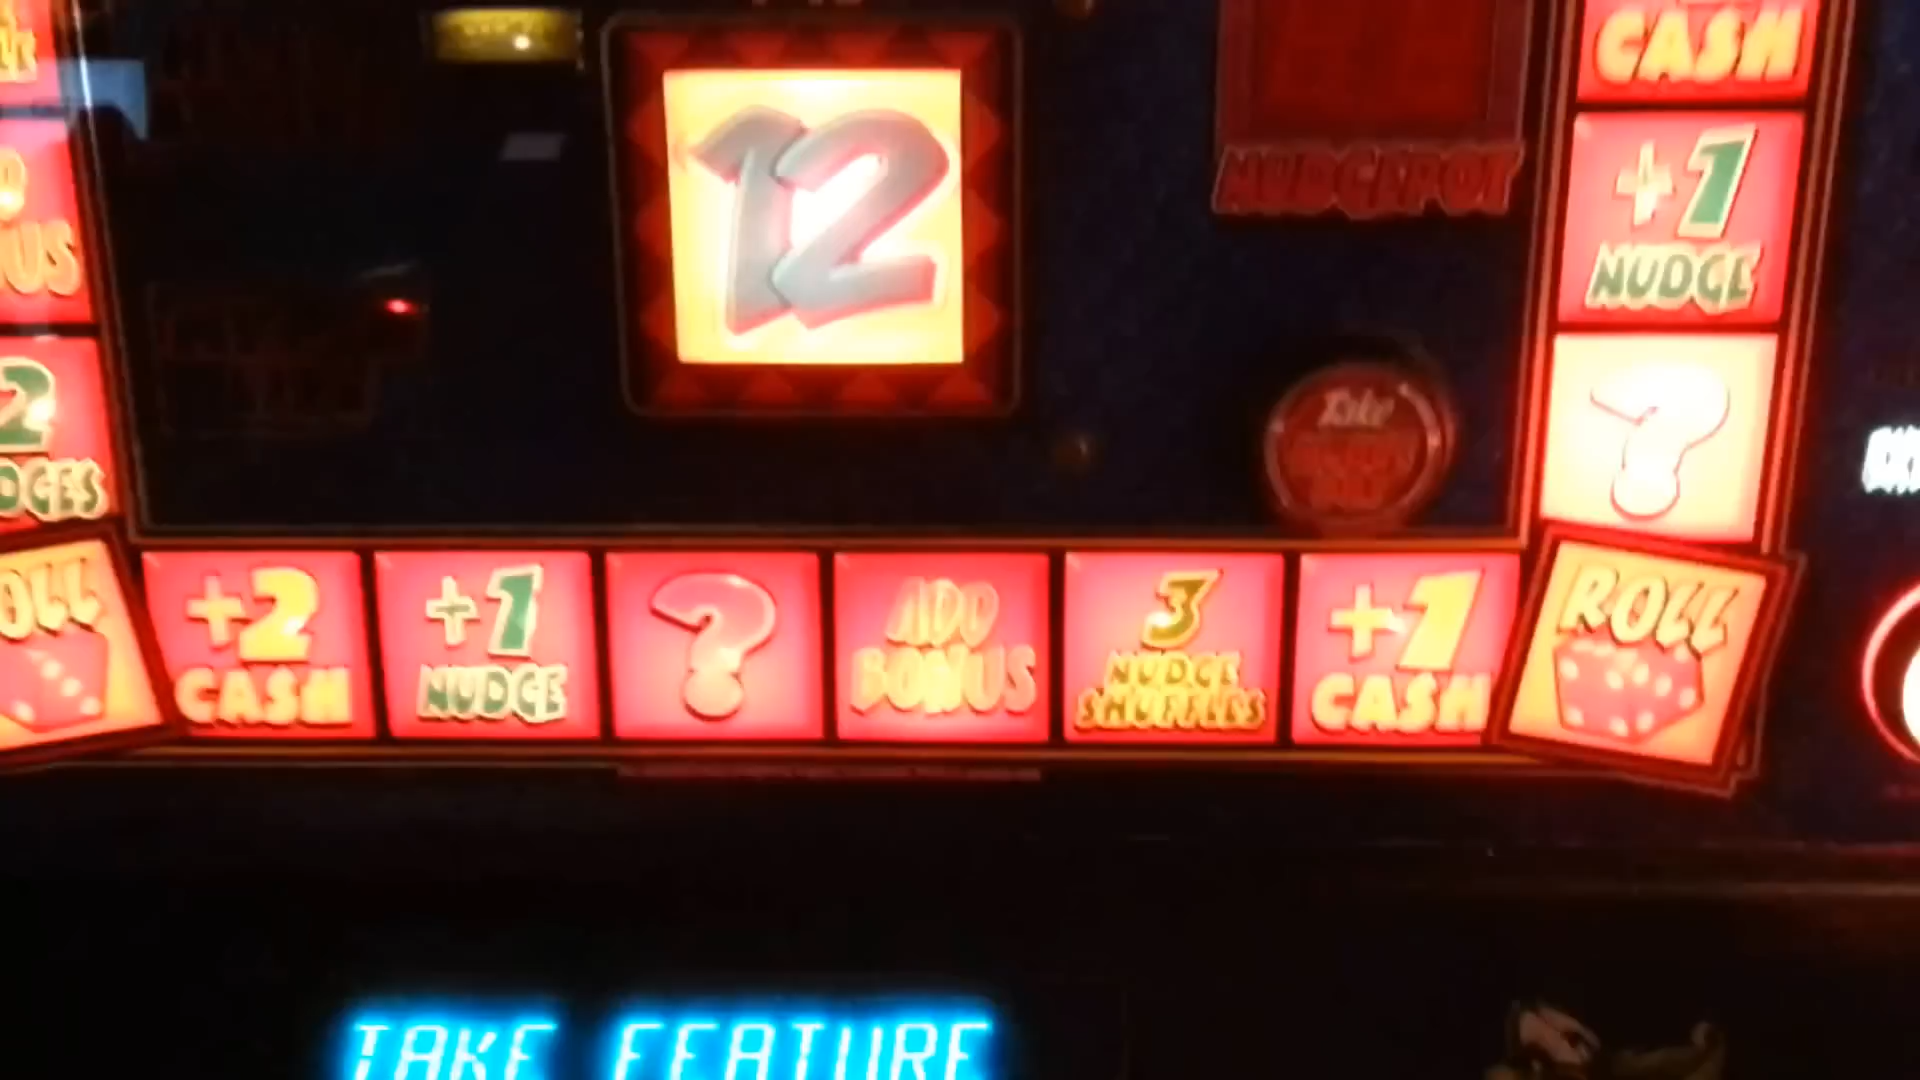 CASH
12
+1
NUDGE
NUDGEPOT
?
Take
2
ROLL
+2
CASH
+1
NUDGE
?
ADD
BONUS
3
NUDGE
SHUFFLES
+1
CASH
ROLL
TAKE FEATURE